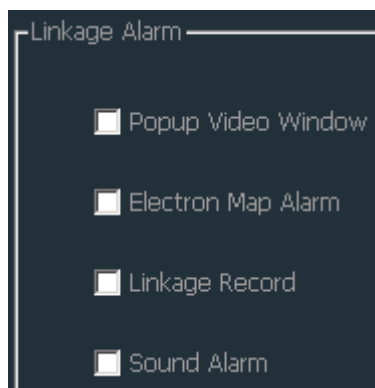 Linkage Alarm
Popup Video Window
Electron Map Alarm
Linkage Record
Sound Alarm